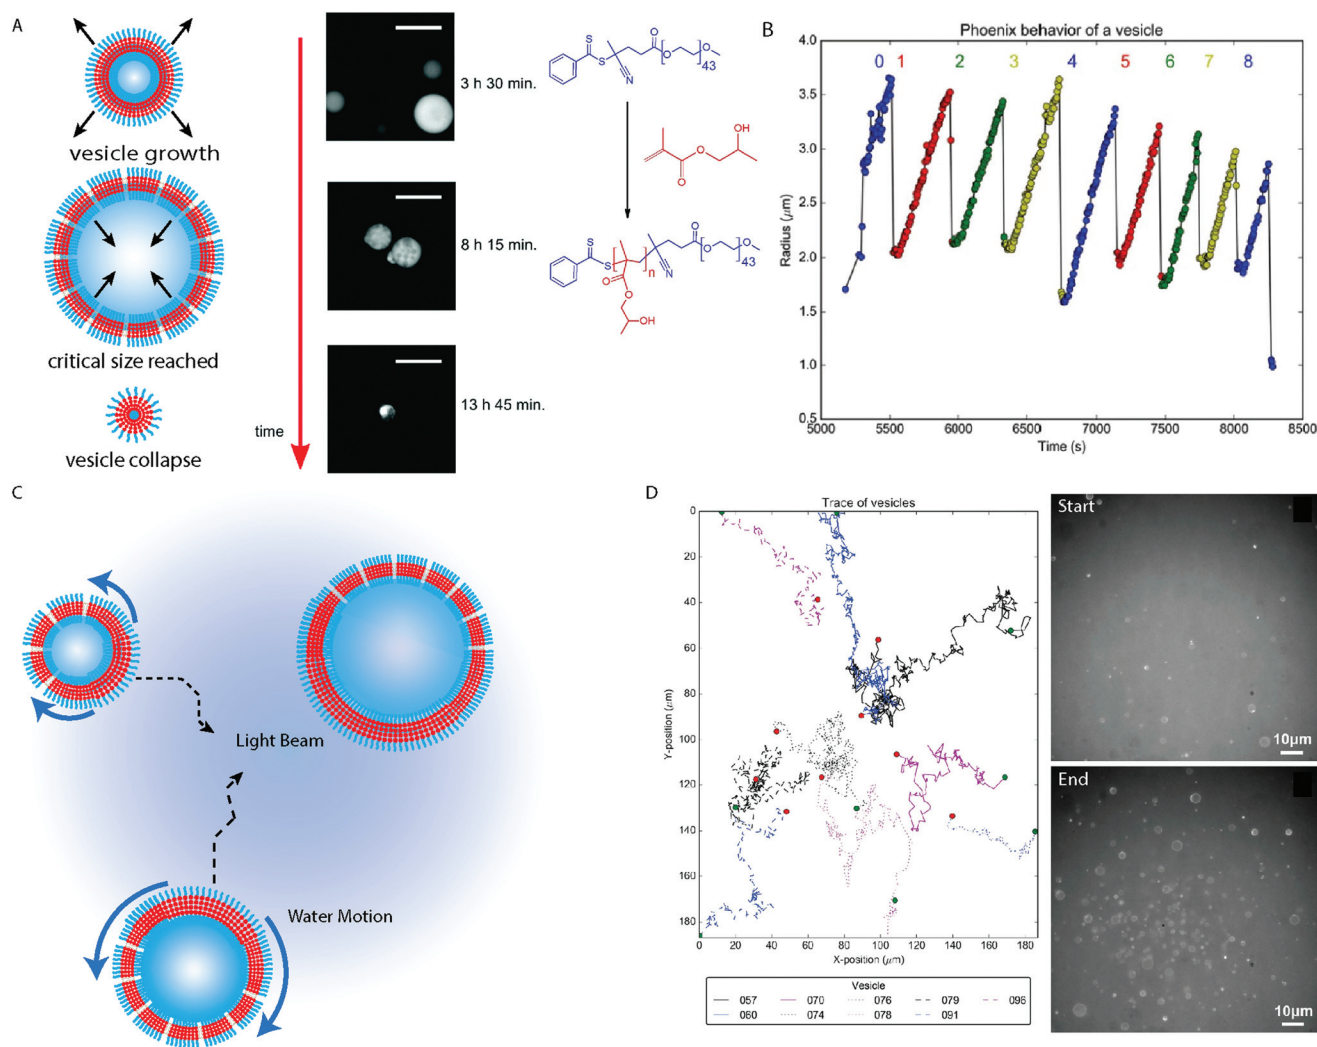 A
vesicle growth
critical size reached
vesicle collapse
time
3 h 30 min.
8 h 15 min.
13 h 45 min.
S
S
N
O
O
O
43
OH
O
O
S
S
n
N
O
O
O
43
O
O
OH
B
Phoenix behavior of a vesicle
0 1 2 3 4 5 6 7 8
4.0
3.5
3.0
2.5
2.0
1.5
1.0
0.5
Radius (μm)
5000 5500 6000 6500 7000 7500 8000 8500
Time (s)
C
Light Beam
Water Motion
D
Trace of vesicles
0
20
40
60
80
100
120
140
160
180
Y-position (μm)
0 20 40 60 80 100 120 140 160 180
X-position (μm)
Vesicle
057 070 076 079 096
060 074 078 091
Start
10μm
End
10μm